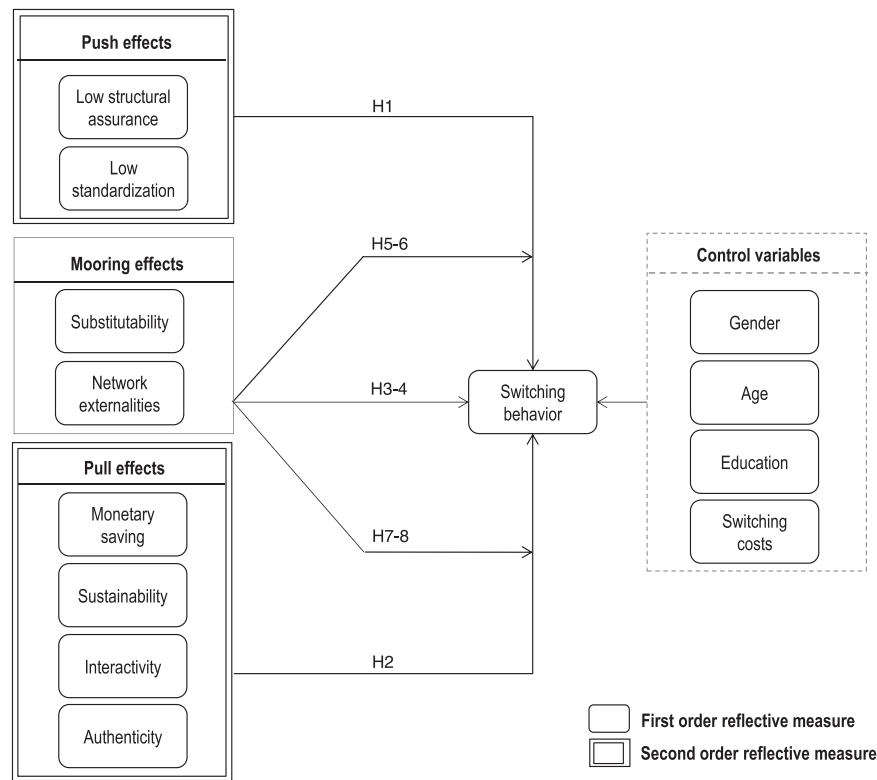 Push effects
Low structural
assurance
Low
standardization
Mooring effects
Substitutability
Network
externalities
Pull effects
Monetary
saving
Sustainability
Interactivity
Authenticity
H1
H5-6
H3-4
H7-8
H2
Switching
behavior
Control variables
Gender
Age
Education
Switching
costs
First order reflective measure
Second order reflective measure